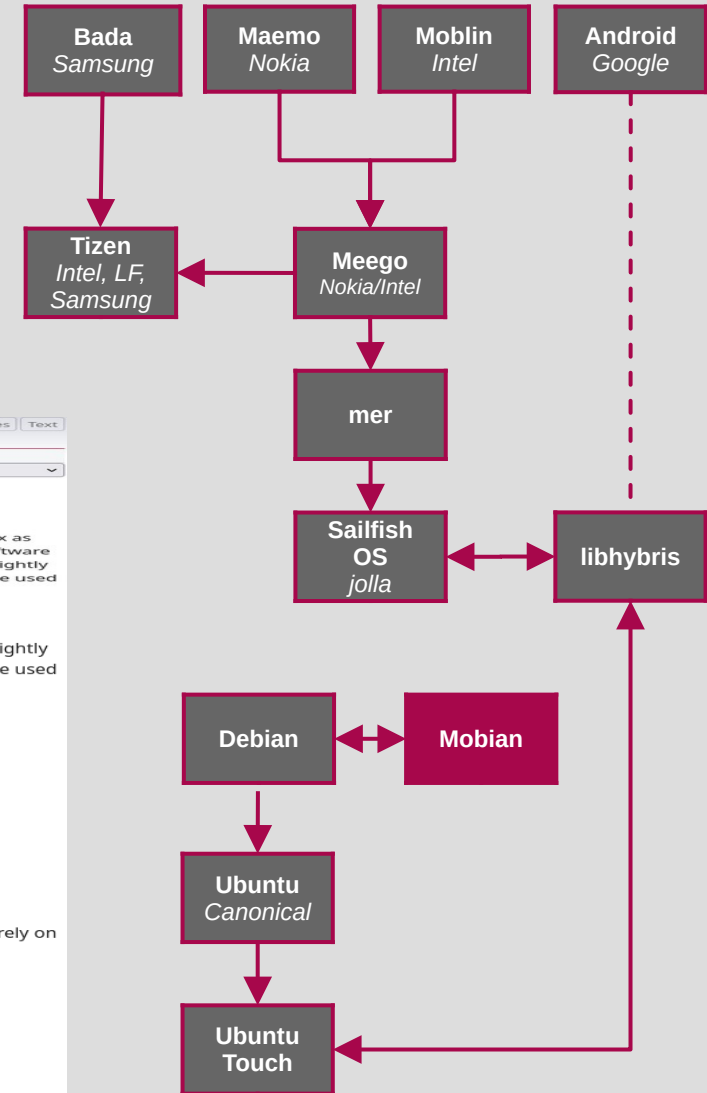 Bada
Samsung
Maemo
Nokia
Moblin
Intel
Android
Google
Tizen
Intel, LF,
Samsung
Meego
Nokia/Intel
mer
Text
as
ightly
e used
ightly
e used
Sailfish
OS
jolla
libhybris
Debian
Mobian
Ubuntu
Canonical
rely on
Ubuntu
Touch